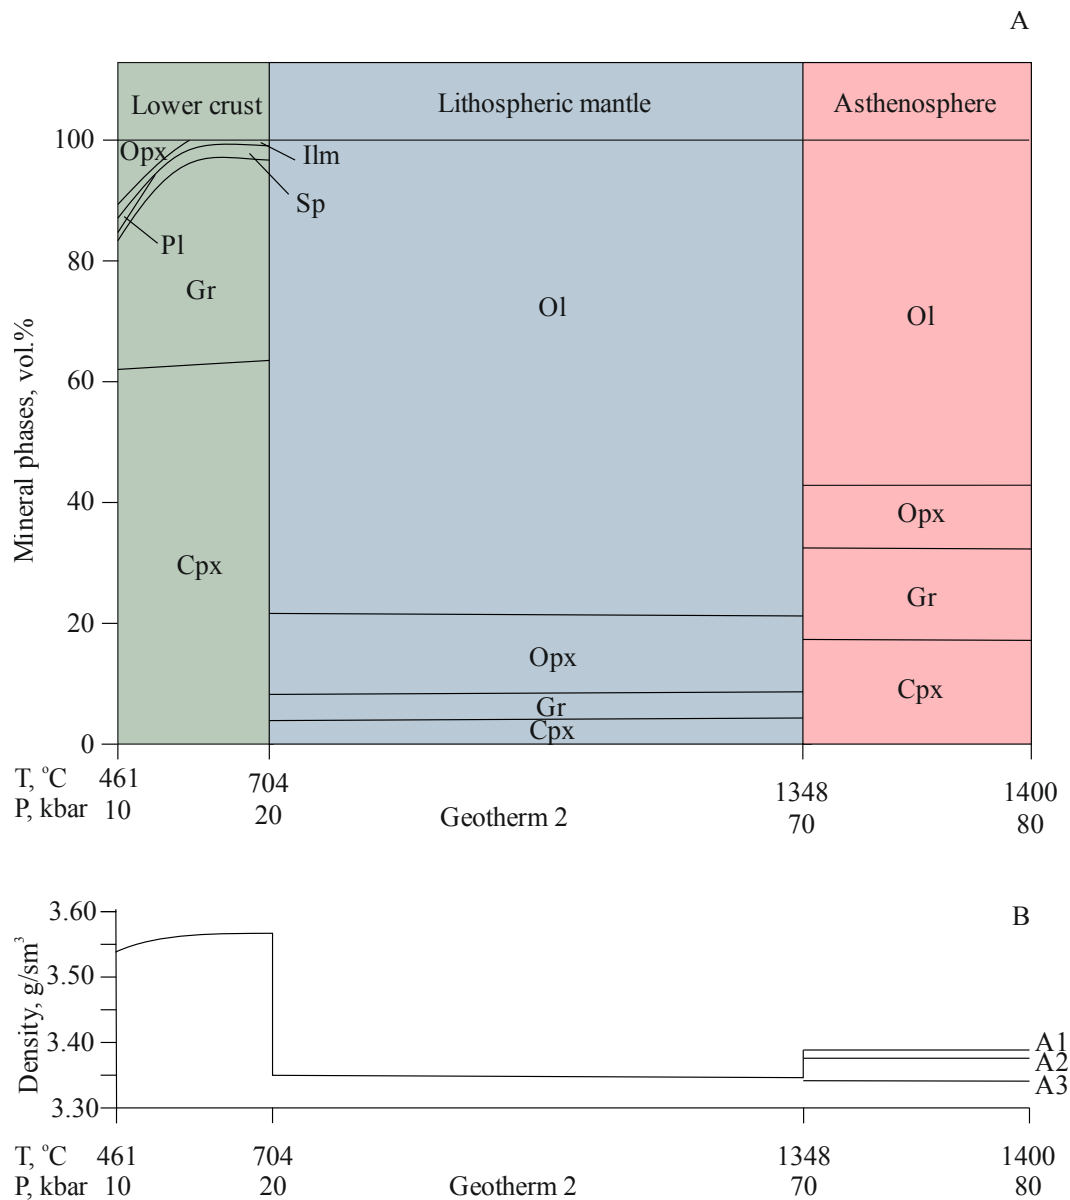 A
Lower crust
Lithospheric mantle
Asthenosphere
100
Opx
Ilm
Sp
Pl
80
Gr
Ol
Ol
Mineral phases, vol.%
60
40
Opx
Cpx
Gr
20
Opx
Cpx
Gr
Cpx
0
T, °C 461 704 1348 1400
P, kbar 10 20 Geotherm 2 70 80
B
3.60
Density, g/sm³
3.50
3.40
A1
A2
A3
3.30
T, °C 461 704 1348 1400
P, kbar 10 20 Geotherm 2 70 80